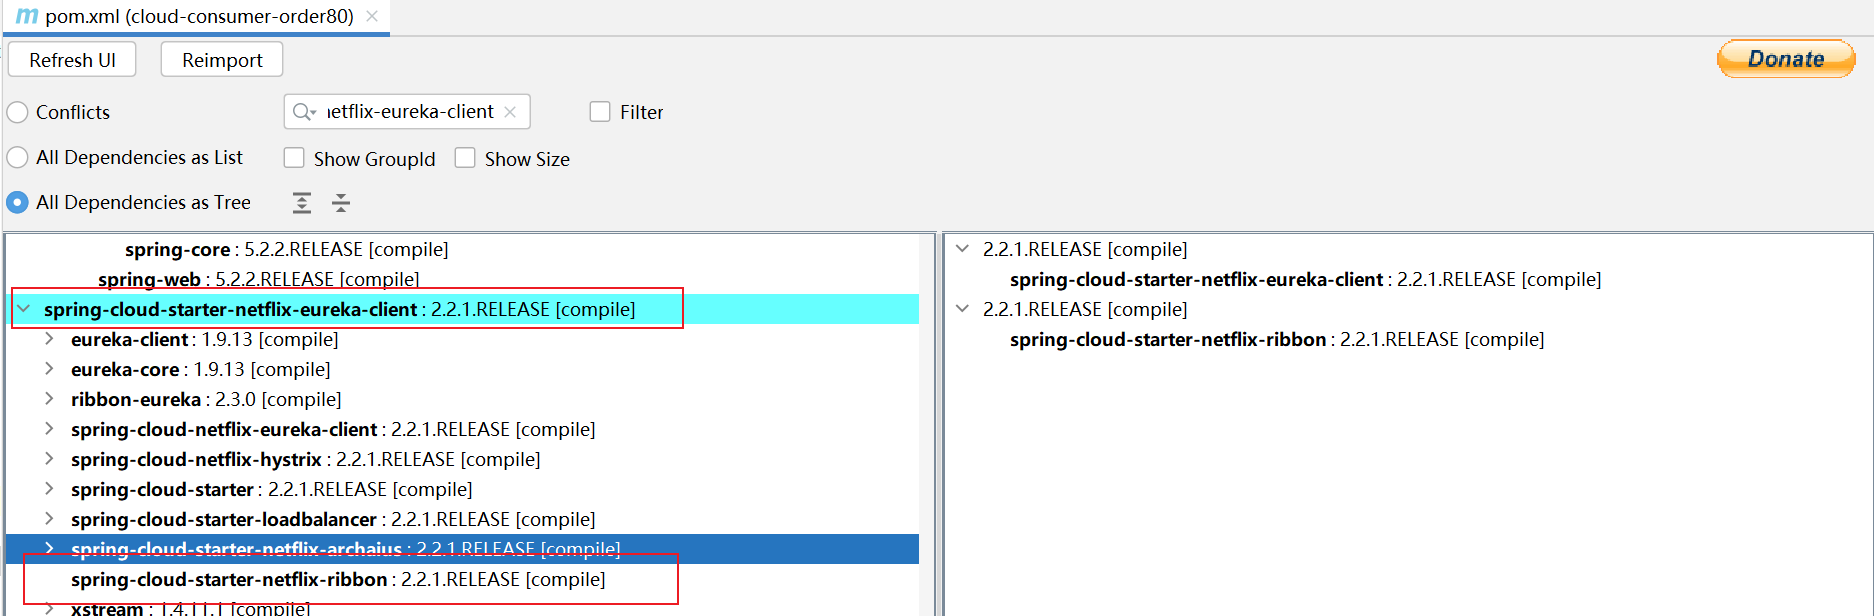 m pom.xml (cloud-consumer-order80)
Refresh UI Reimport Donate
Conflicts netflix-eureka-client Filter
All Dependencies as List Show GroupId Show Size
All Dependencies as Tree
spring-core : 5.2.2.RELEASE [compile]
spring-web : 5.2.2.RELEASE [compile]
spring-cloud-starter-netflix-eureka-client : 2.2.1.RELEASE [compile]
eureka-client : 1.9.13 [compile]
eureka-core : 1.9.13 [compile]
ribbon-eureka : 2.3.0 [compile]
spring-cloud-netflix-eureka-client : 2.2.1.RELEASE [compile]
spring-cloud-netflix-hystrix : 2.2.1.RELEASE [compile]
spring-cloud-starter : 2.2.1.RELEASE [compile]
spring-cloud-starter-loadbalancer : 2.2.1.RELEASE [compile]
spring-cloud-starter-netflix-archaius : 2.2.1.RELEASE [compile]
spring-cloud-starter-netflix-ribbon : 2.2.1.RELEASE [compile]
xstream : 1.4.11.1 [compile]
2.2.1.RELEASE [compile]
spring-cloud-starter-netflix-eureka-client : 2.2.1.RELEASE [compile]
2.2.1.RELEASE [compile]
spring-cloud-starter-netflix-ribbon : 2.2.1.RELEASE [compile]